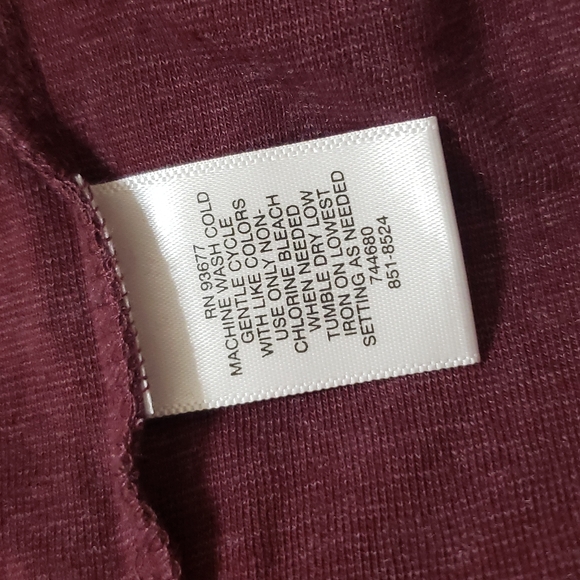 RN 93677
MACHINE WASH COLD
GENTLE CYCLE
WITH LIKE COLORS
USE ONLY NON-
CHLORINE BLEACH
WHEN NEEDED
TUMBLE DRY LOW
IRON ON LOWEST
SETTING AS NEEDED
744680
851-8524